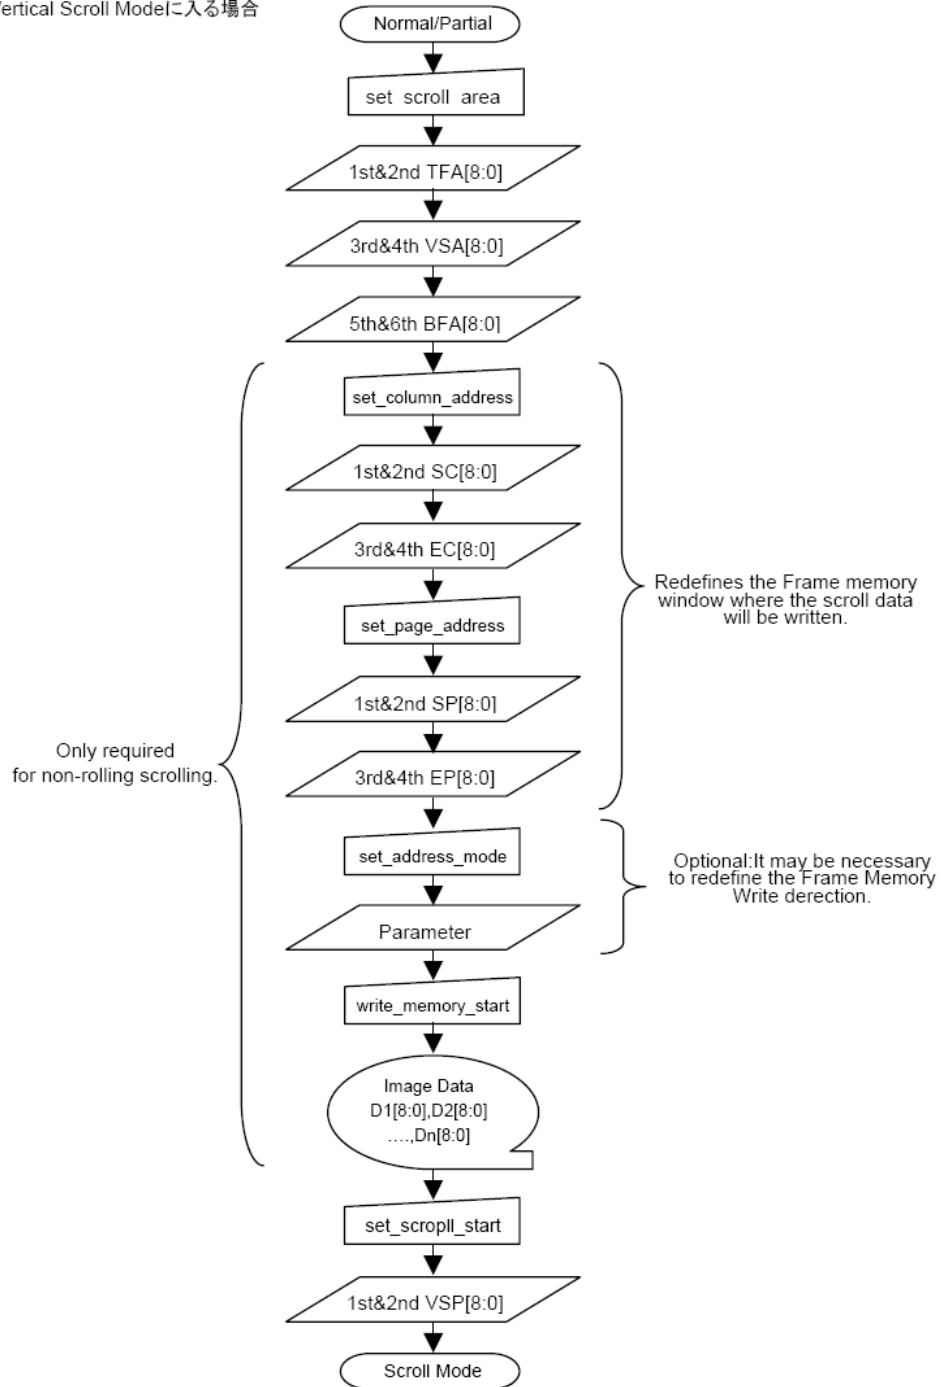 Vertical Scroll Modeに入る場合
Normal/Partial
set scroll area
1st&2nd TFA[8:0]
3rd&4th VSA[8:0]
5th&6th BFA[8:0]
set_column_address
1st&2nd SC[8:0]
3rd&4th EC[8:0]
Redefines the Frame memory
window where the scroll data
will be written.
set_page_address
1st&2nd SP[8:0]
Only required
for non-rolling scrolling.
3rd&4th EP[8:0]
set_address_mode
Optional:It may be necessary
to redefine the Frame Memory
Write derection.
Parameter
write_memory_start
Image Data
D1[8:0],D2[8:0]
....,Dn[8:0]
set_scropll_start
1st&2nd VSP[8:0]
Scroll Mode